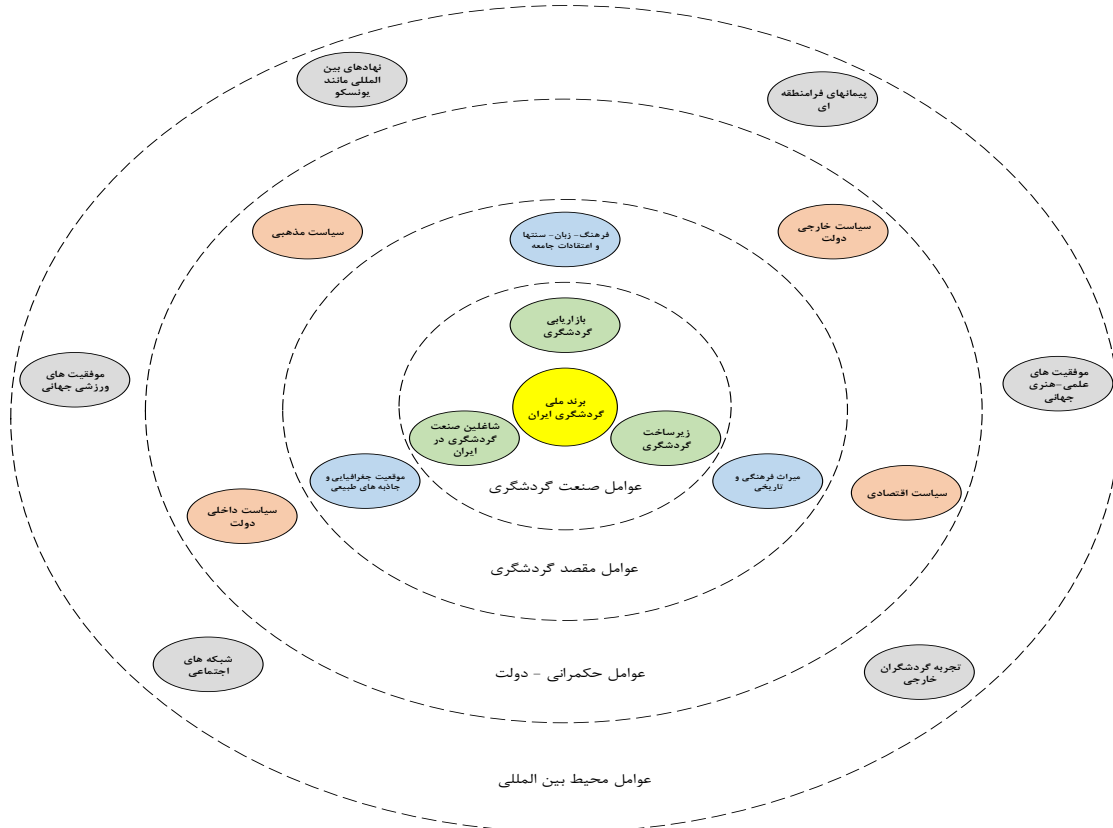 نهادهای بین
المللی مانند
یونسکو
پیمانهای فرامنطقه
ای
سیاست مذهبی
فرهنگ- زبان- سنتها
و اعتقادات جامعه
سیاست خارجی
دولت
بازاریابی
گردشگری
موفقیت های
ورزشی جهانی
برند ملی
گردشگری ایران
موفقیت های
علمی-هنری
جهانی
شاغلین صنعت
گردشگری در
ایران
زیرساخت
گردشگری
موقعیت جغرافیایی و
جاذبه های طبیعی
عوامل صنعت گردشگری
میراث فرهنگی و
تاریخی
سیاست اقتصادی
سیاست داخلی
دولت
عوامل مقصد گردشگری
شبکه های
اجتماعی
عوامل حکمرانی - دولت
تجربه گردشگران
خارجی
عوامل محیط بین المللی